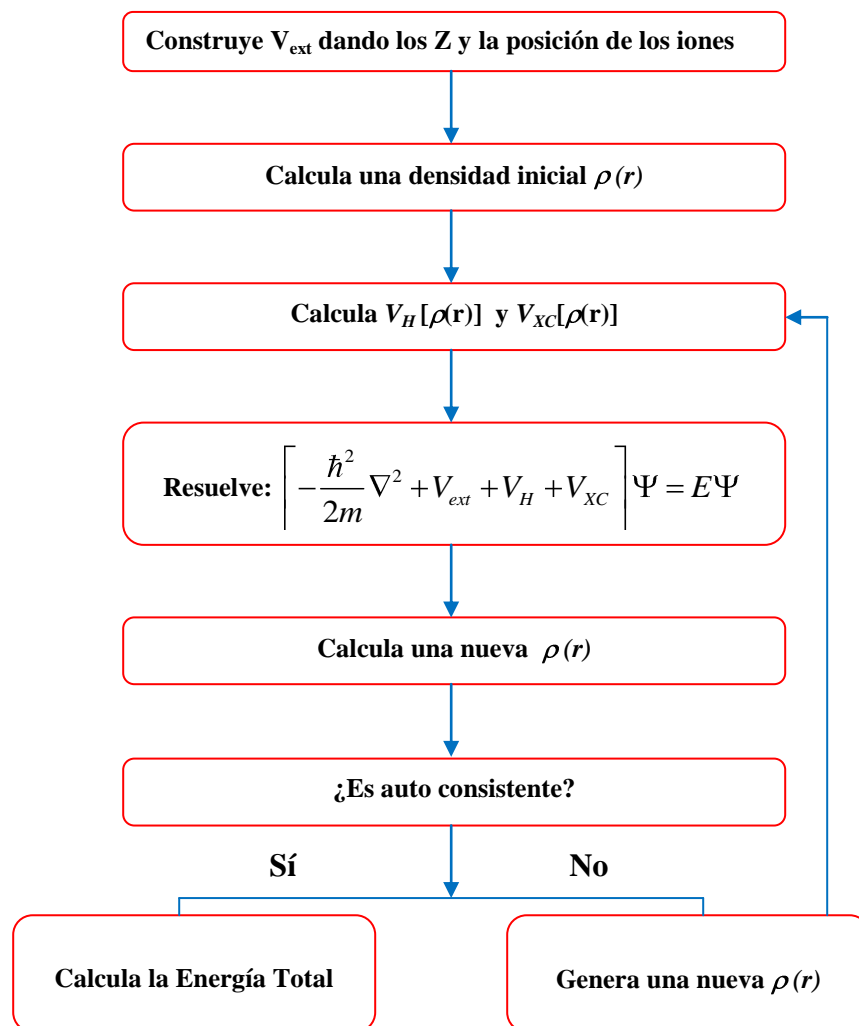 Construye V_ext dando los Z y la posición de los iones
Calcula una densidad inicial ρ(r)
Calcula V_H[ρ(r)] y V_XC[ρ(r)]
Resuelve: ⎡-ℏ²/2m ∇² + V_ext + V_H + V_XC⎤Ψ = EΨ
Calcula una nueva ρ(r)
¿Es auto consistente?
Sí No
Calcula la Energía Total
Genera una nueva ρ(r)